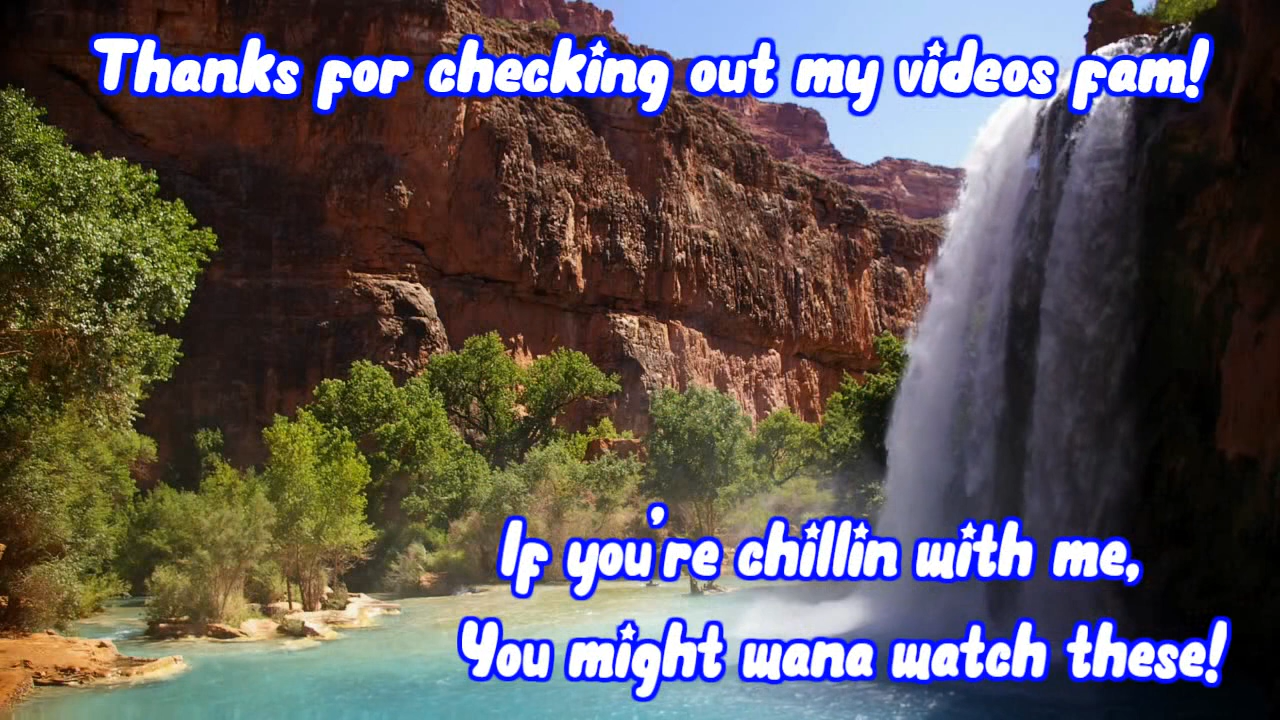 Thanks for checking out my videos fam!
If you're chillin with me,
You might wana watch these!